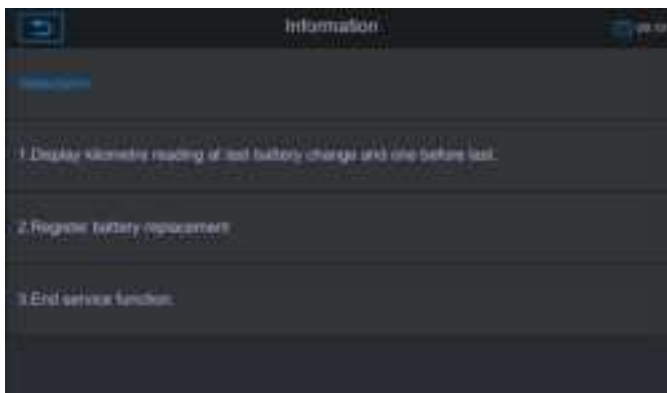 Information
1.Display kilometre reading at last battery change and one before last.
2.Register battery replacement
3.End service function